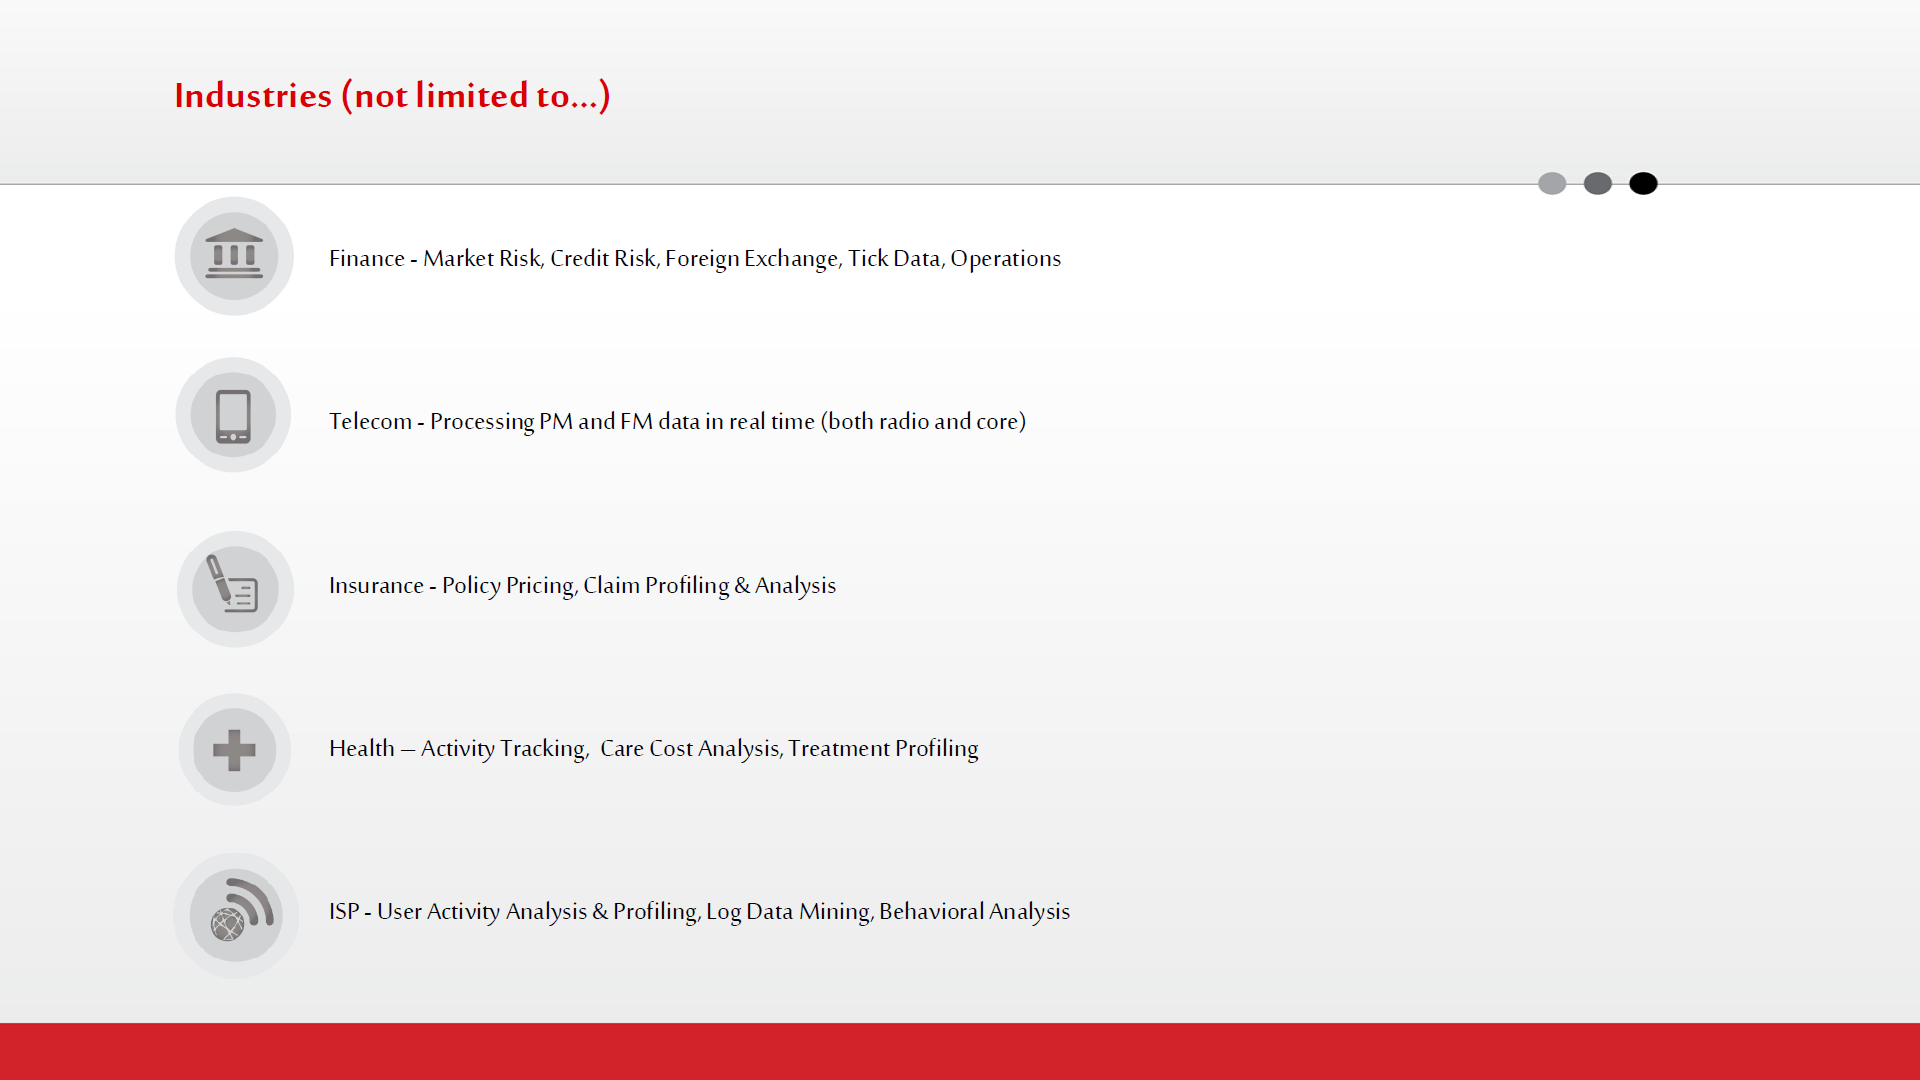 Industries (not limited to...)
Finance - Market Risk, Credit Risk, Foreign Exchange, Tick Data, Operations
Telecom - Processing PM and FM data in real time (both radio and core)
Insurance - Policy Pricing, Claim Profiling & Analysis
Health – Activity Tracking,  Care Cost Analysis, Treatment Profiling
ISP - User Activity Analysis & Profiling, Log Data Mining, Behavioral Analysis